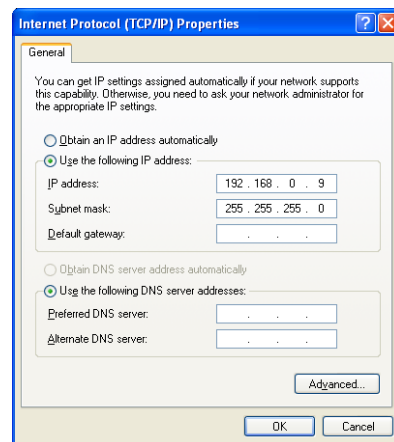 Internet Protocol (TCP/IP) Properties
General
You can get IP settings assigned automatically if your network supports
this capability. Otherwise, you need to ask your network administrator for
the appropriate IP settings.
Obtain an IP address automatically
Use the following IP address:
IP address: 192 . 168 . 0 . 9
Subnet mask: 255 . 255 . 255 . 0
Default gateway: . . .
Obtain DNS server address automatically
Use the following DNS server addresses:
Preferred DNS server: . . .
Alternate DNS server: . . .
Advanced...
OK Cancel